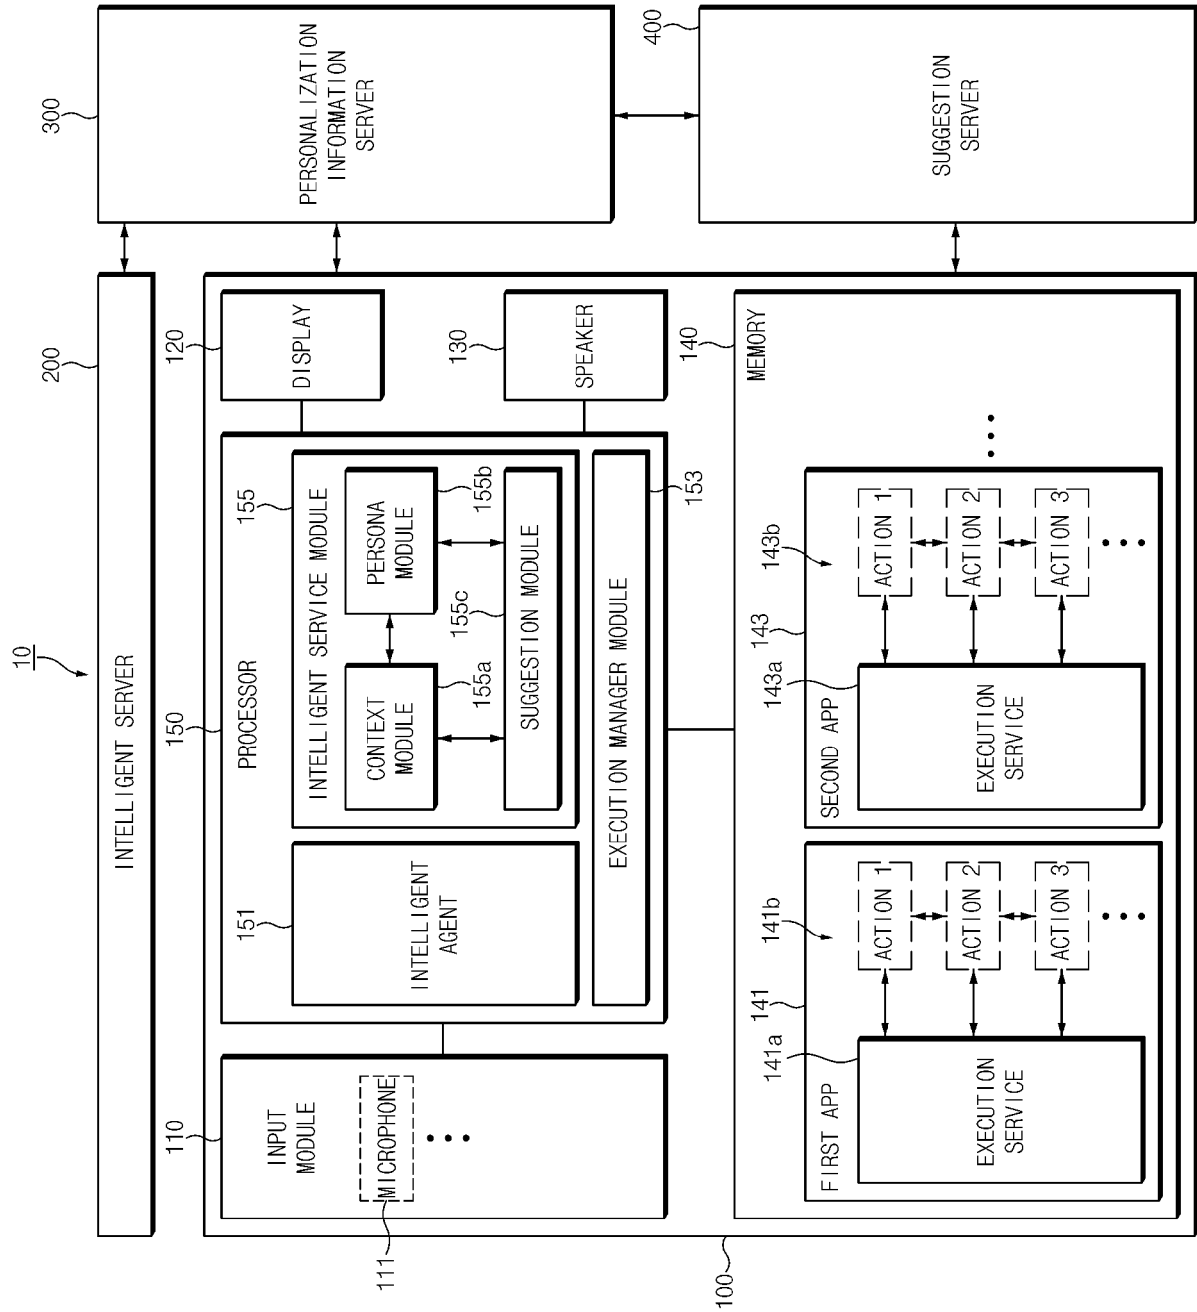 10
200
INTELLIGENT SERVER
300
PERSONALIZATION
INFORMATION
SERVER
400
SUGGESTION
SERVER
100
110
INPUT
MODULE
MICROPHONE
111
150
PROCESSOR
151
INTELLIGENT
AGENT
155
INTELLIGENT SERVICE MODULE
CONTEXT
MODULE
155a
PERSONA
MODULE
155b
155c
SUGGESTION MODULE
EXECUTION MANAGER MODULE
153
120
DISPLAY
130
SPEAKER
140
MEMORY
141
FIRST APP
141a
EXECUTION
SERVICE
141b
ACTION 1
ACTION 2
ACTION 3
143
SECOND APP
143a
EXECUTION
SERVICE
143b
ACTION 1
ACTION 2
ACTION 3